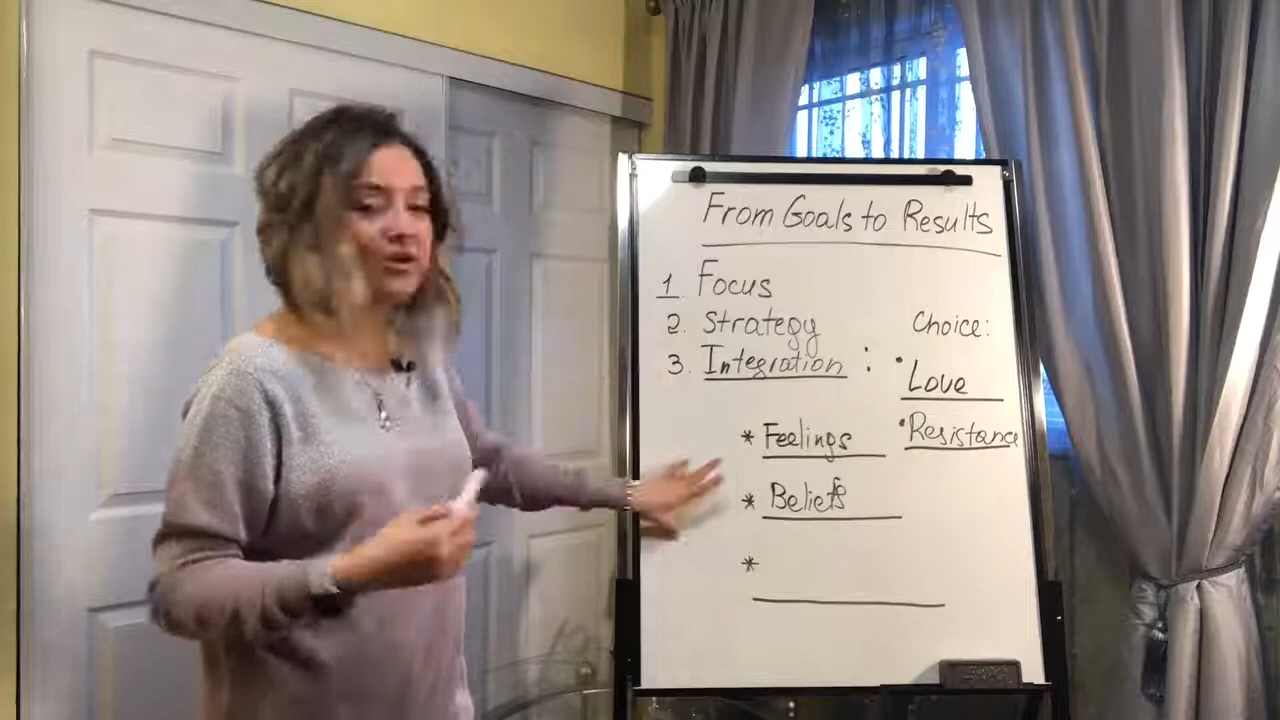 From Goals to Results
1. Focus
2. Strategy
3. Integration :
* Feelings
* Beliefs
*
Choice:
• Love
• Resistance